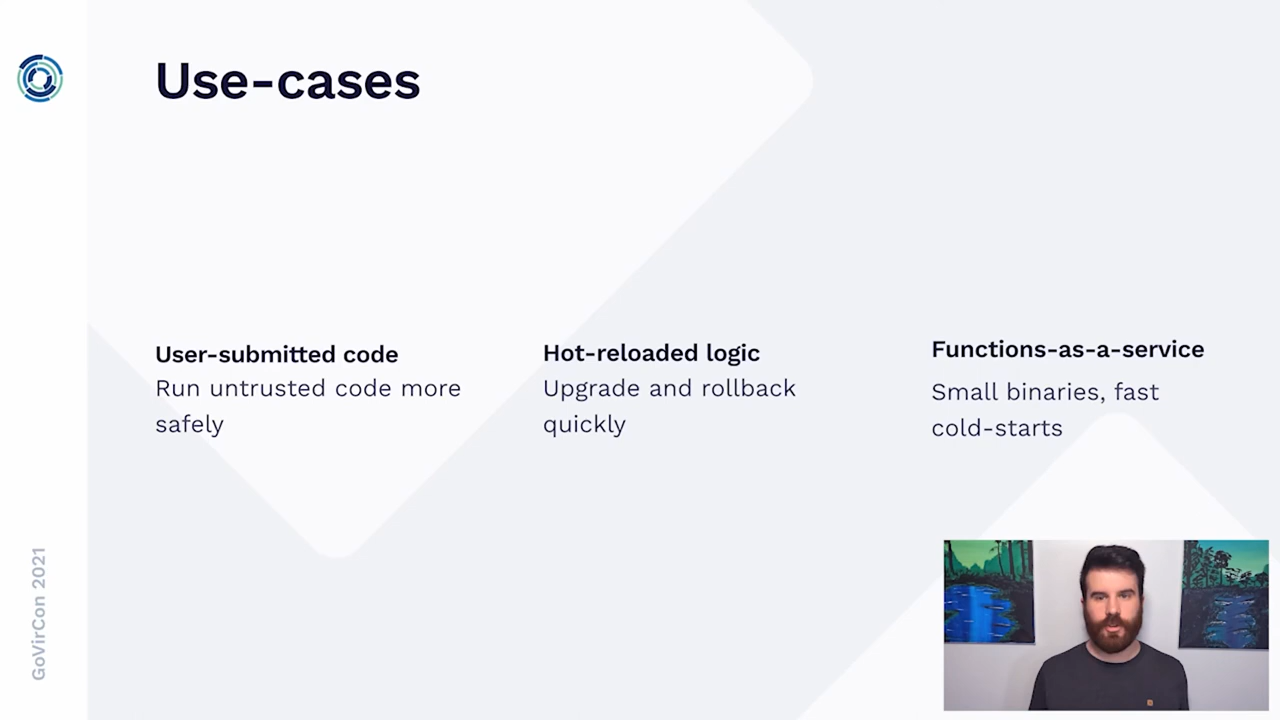 Use-cases
User-submitted code
Run untrusted code more
safely
Hot-reloaded logic
Upgrade and rollback
quickly
Functions-as-a-service
Small binaries, fast
cold-starts
GoVirCon 2021